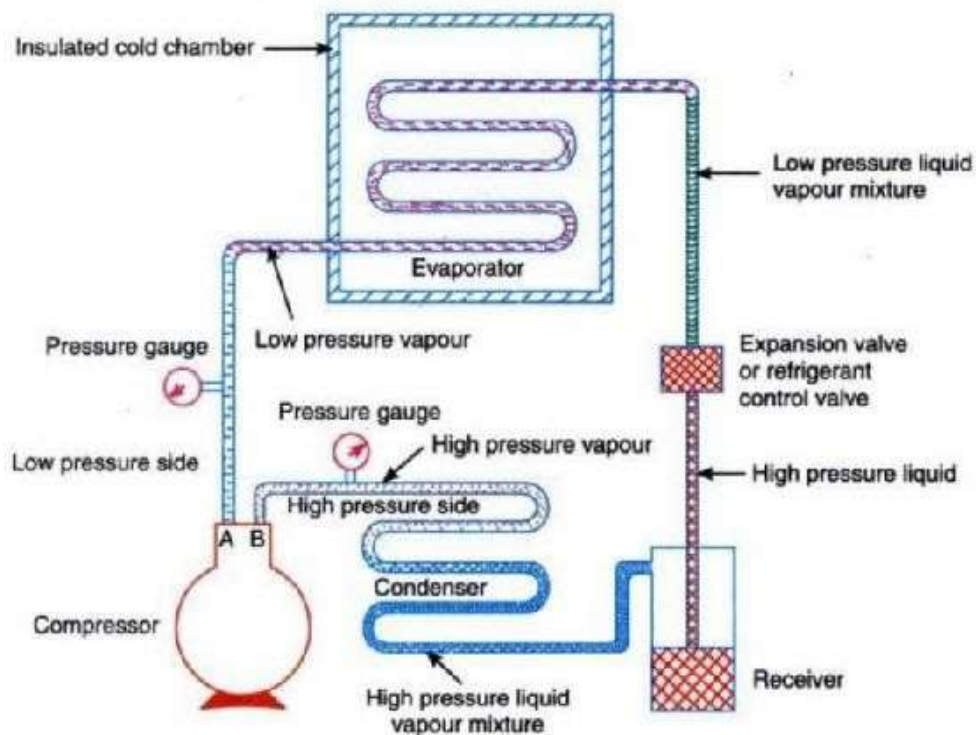 Insulated cold chamber
Evaporator
Low pressure liquid
vapour mixture
Low pressure vapour
Pressure gauge
Expansion valve
or refrigerant
control valve
Pressure gauge
High pressure vapour
Low pressure side
High pressure side
High pressure liquid
A B
Condenser
Compressor
Receiver
High pressure liquid
vapour mixture